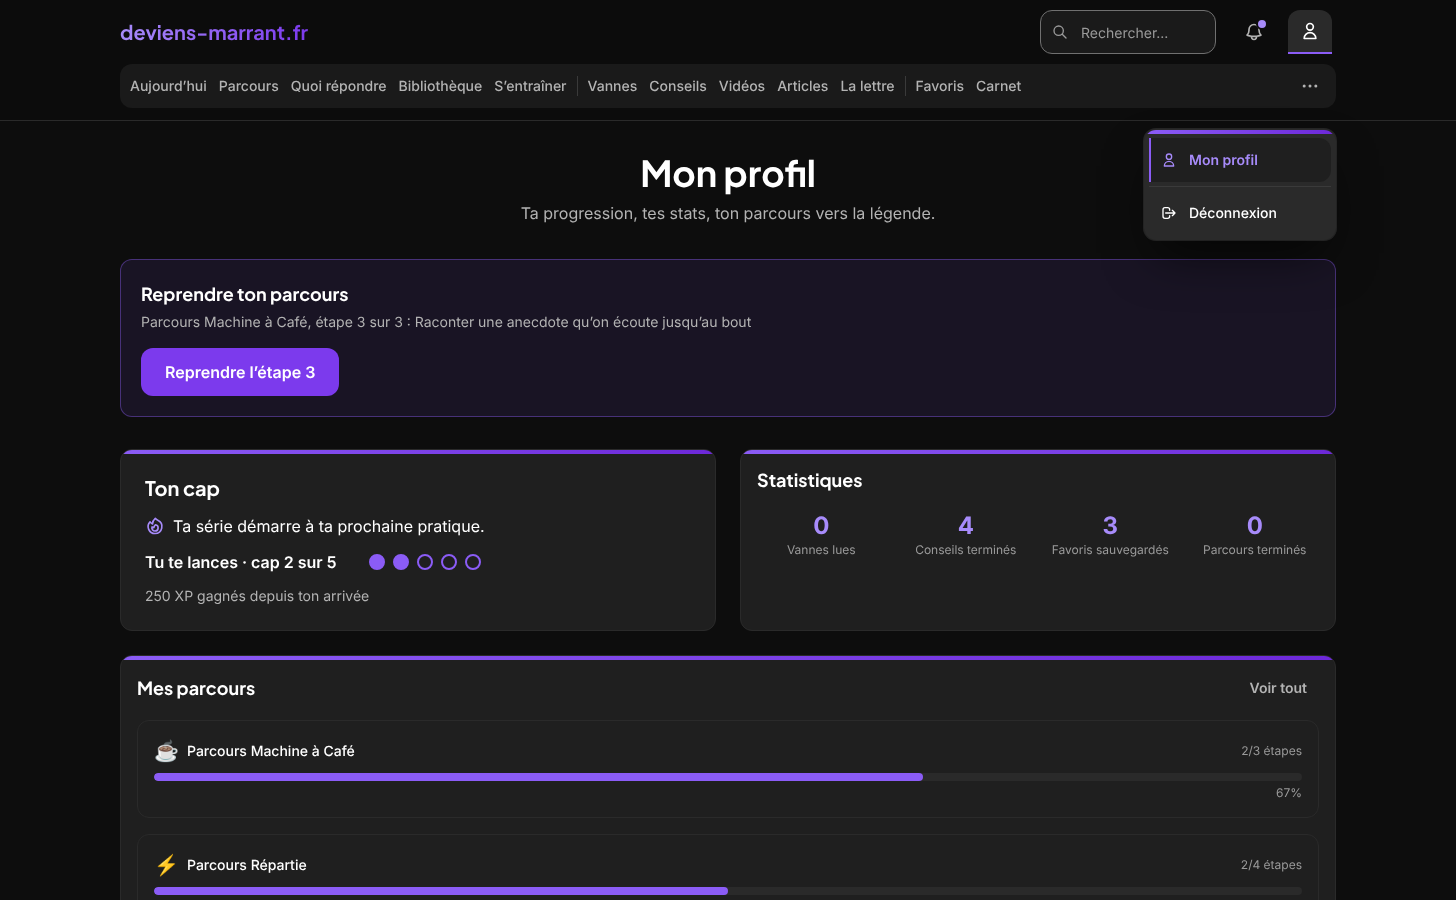 deviens-marrant.fr
Rechercher...
Aujourd’hui Parcours Quoi répondre Bibliothèque S’entraîner Vannes Conseils Vidéos Articles La lettre Favoris Carnet
Mon profil
Déconnexion
Mon profil
Ta progression, tes stats, ton parcours vers la légende.
Reprendre ton parcours
Parcours Machine à Café, étape 3 sur 3 : Raconter une anecdote qu’on écoute jusqu’au bout
Reprendre l’étape 3
Ton cap
Ta série démarre à ta prochaine pratique.
Tu te lances · cap 2 sur 5
250 XP gagnés depuis ton arrivée
Statistiques
0 4 3 0
Vannes lues Conseils terminés Favoris sauvegardés Parcours terminés
Mes parcours
Voir tout
Parcours Machine à Café
2/3 étapes
67%
Parcours Répartie
2/4 étapes